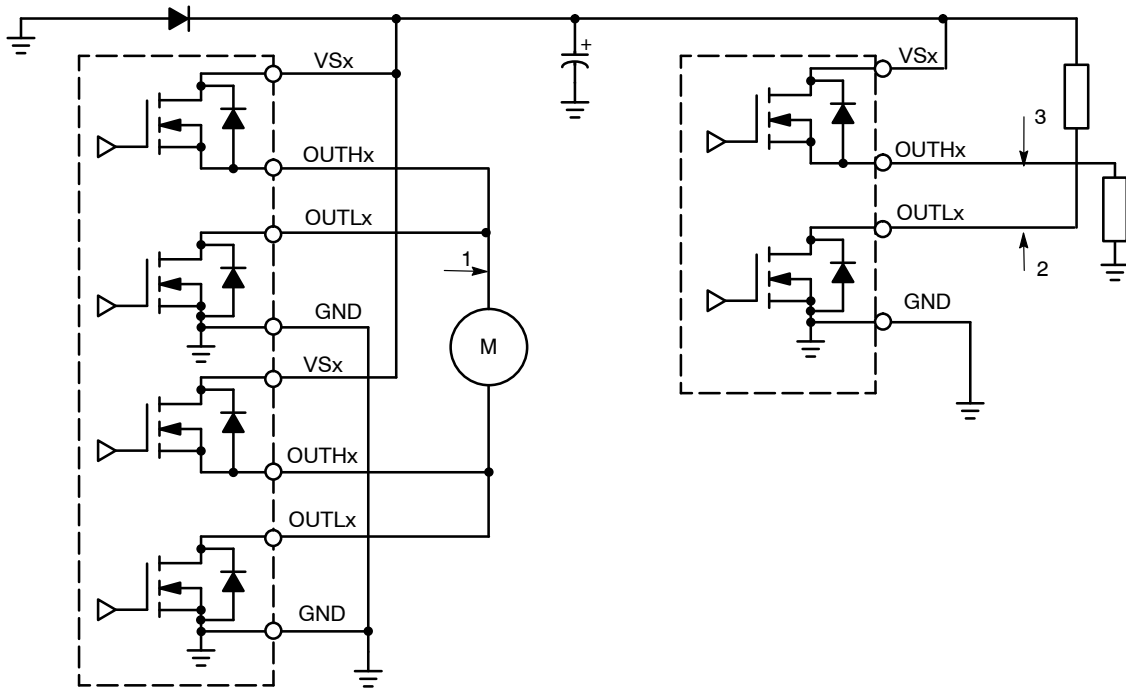 +
VSx
VSx
3
OUTHx
OUTHx
OUTLx
OUTLx
1
2
GND
GND
M
VSx
OUTHx
OUTLx
GND